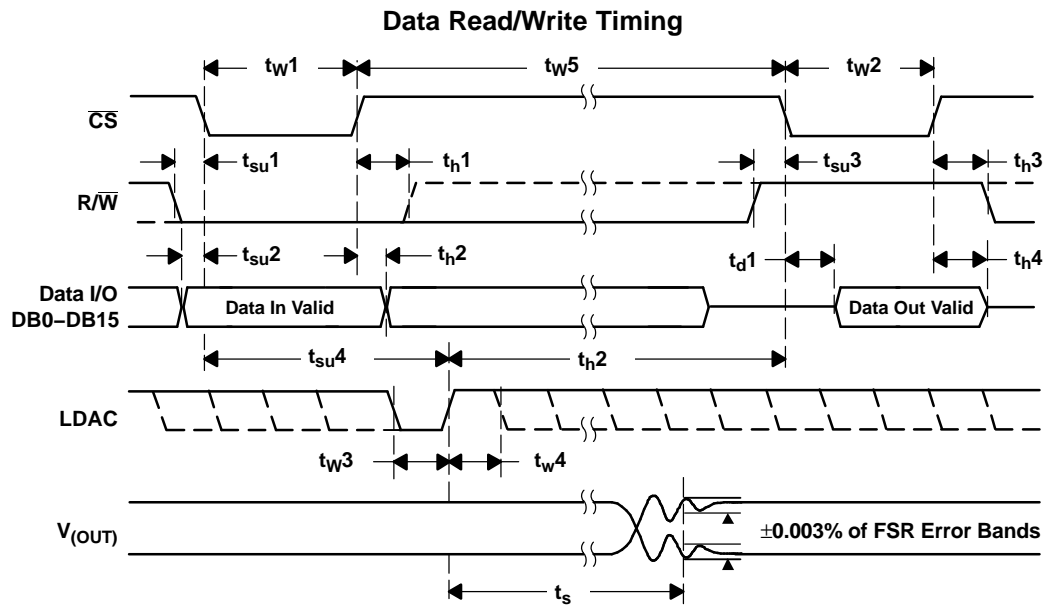 Data Read/Write Timing
tW1 tW5 tW2
CS
tsu1 th1 tsu3 th3
R/W
tsu2 th2 td1 th4
Data I/O
DB0–DB15
Data In Valid
Data Out Valid
tsu4 th2
LDAC
tW3 tw4
V(OUT)
±0.003% of FSR Error Bands
ts